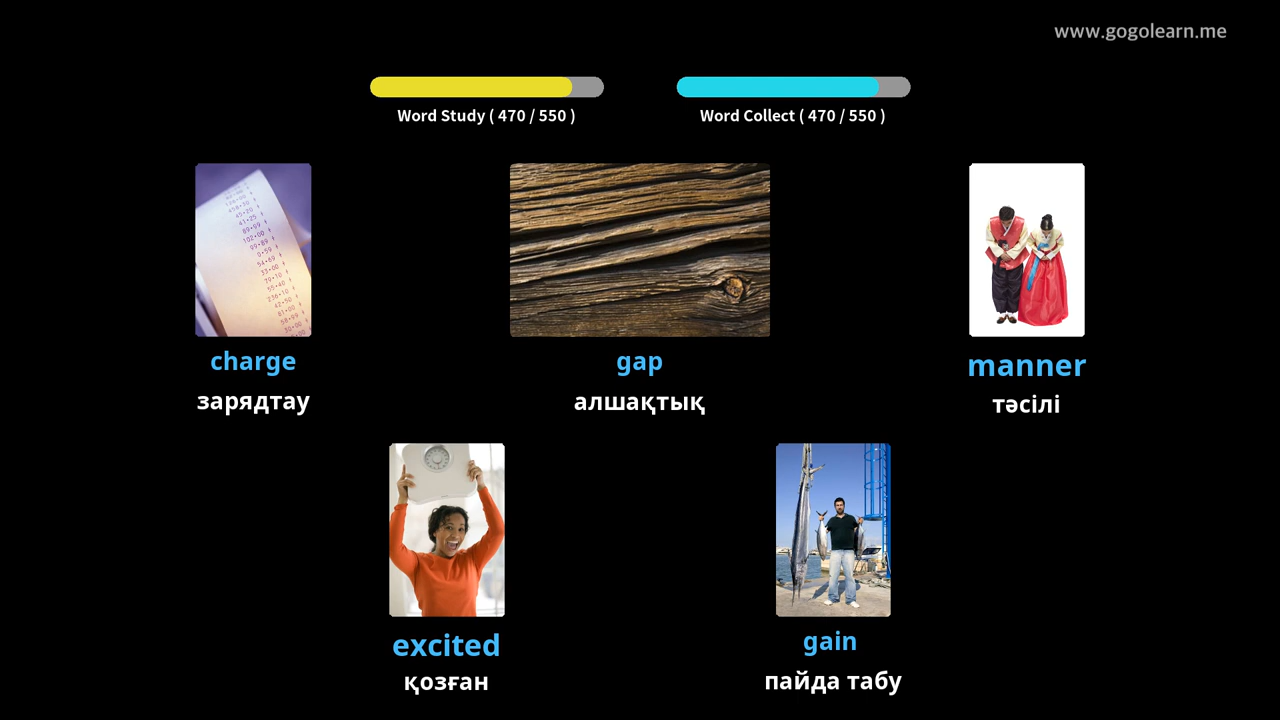 www.gogolearn.me
Word Study ( 470 / 550 )
Word Collect ( 470 / 550 )
charge
зарядтау
gap
алшақтық
manner
тәсілі
excited
қозған
gain
пайда табу